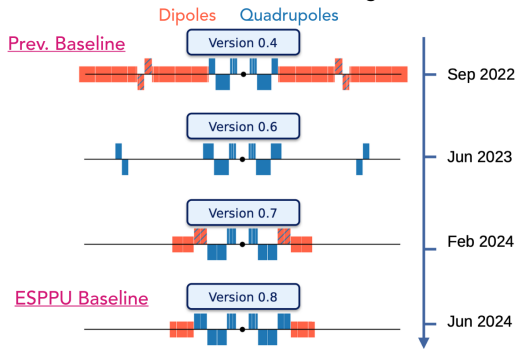 Dipoles Quadrupoles
Prev. Baseline
Version 0.4
Sep 2022
Version 0.6
Jun 2023
Version 0.7
Feb 2024
ESPPU Baseline
Version 0.8
Jun 2024